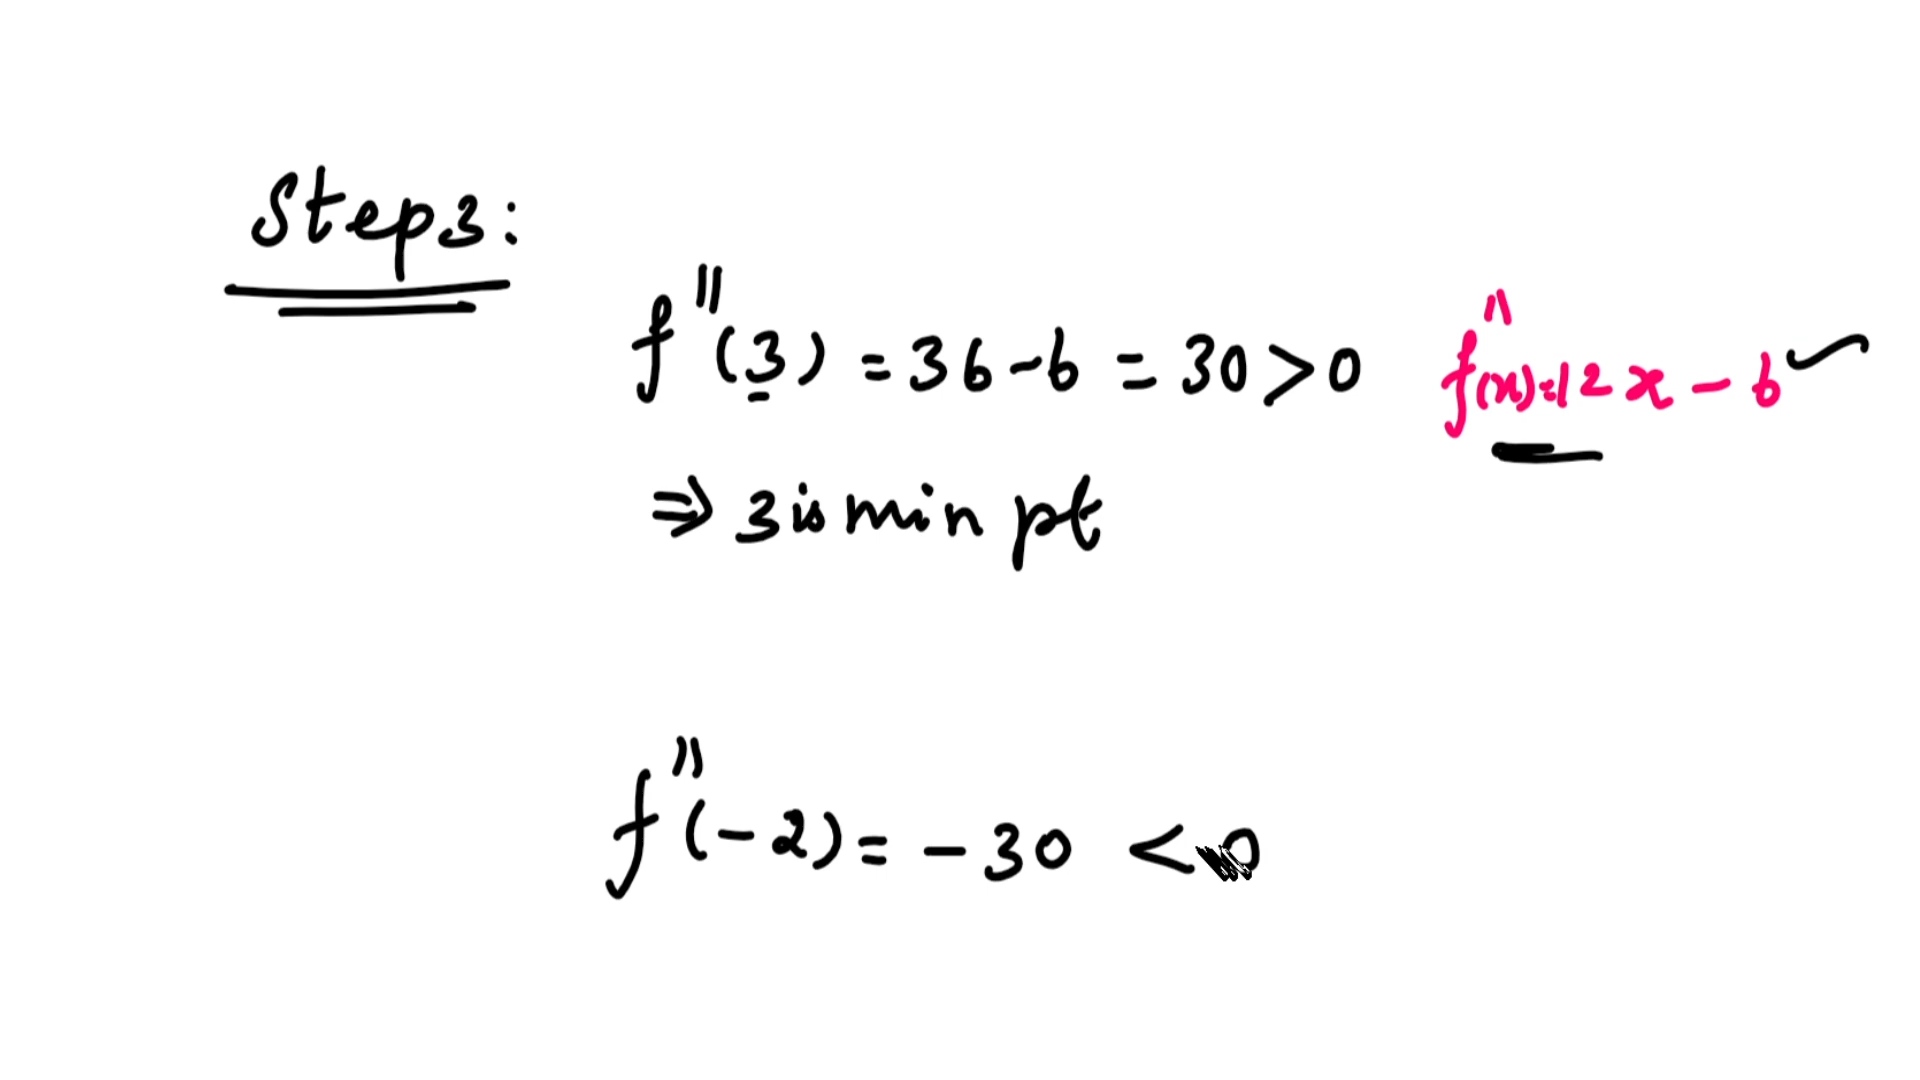 Step3:
f"(3) = 36-6 = 30>0
f"(x)=12x-6
⇒ 3 is min pt
f"(-2) = -30 <0